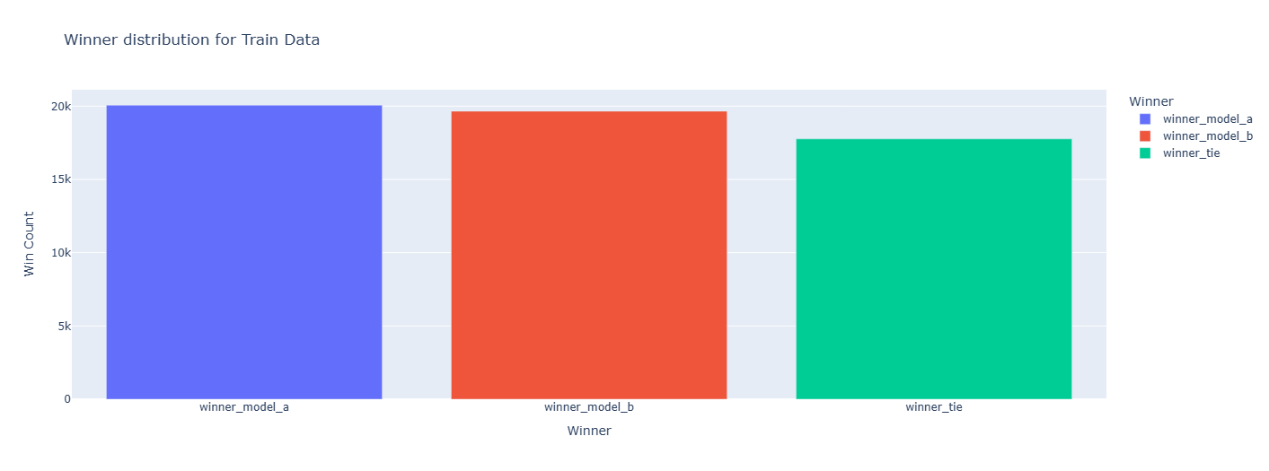 Winner distribution for Train Data
Winner
winner_model_a
winner_model_b
winner_tie
Win Count
20k
15k
10k
5k
0
winner_model_a
winner_model_b
winner_tie
Winner